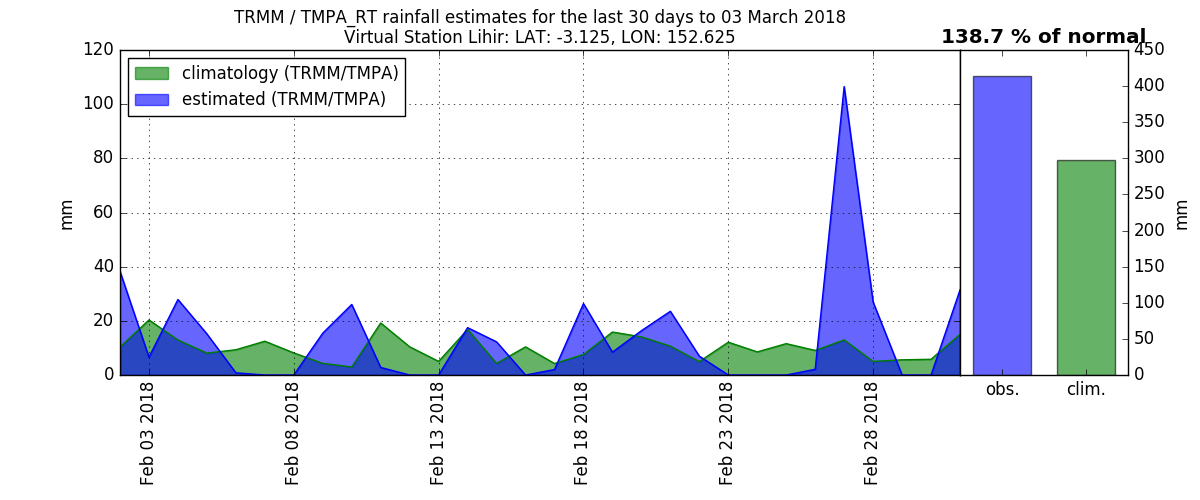 TRMM / TMPA_RT rainfall estimates for the last 30 days to 03 March 2018
Virtual Station Lihir: LAT: -3.125, LON: 152.625
138.7 % of normal
climatology (TRMM/TMPA)
estimated (TRMM/TMPA)
120
100
80
60
40
20
0
mm
Feb 03 2018
Feb 08 2018
Feb 13 2018
Feb 18 2018
Feb 23 2018
Feb 28 2018
450
400
350
300
250
200
150
100
50
0
mm
obs.
clim.